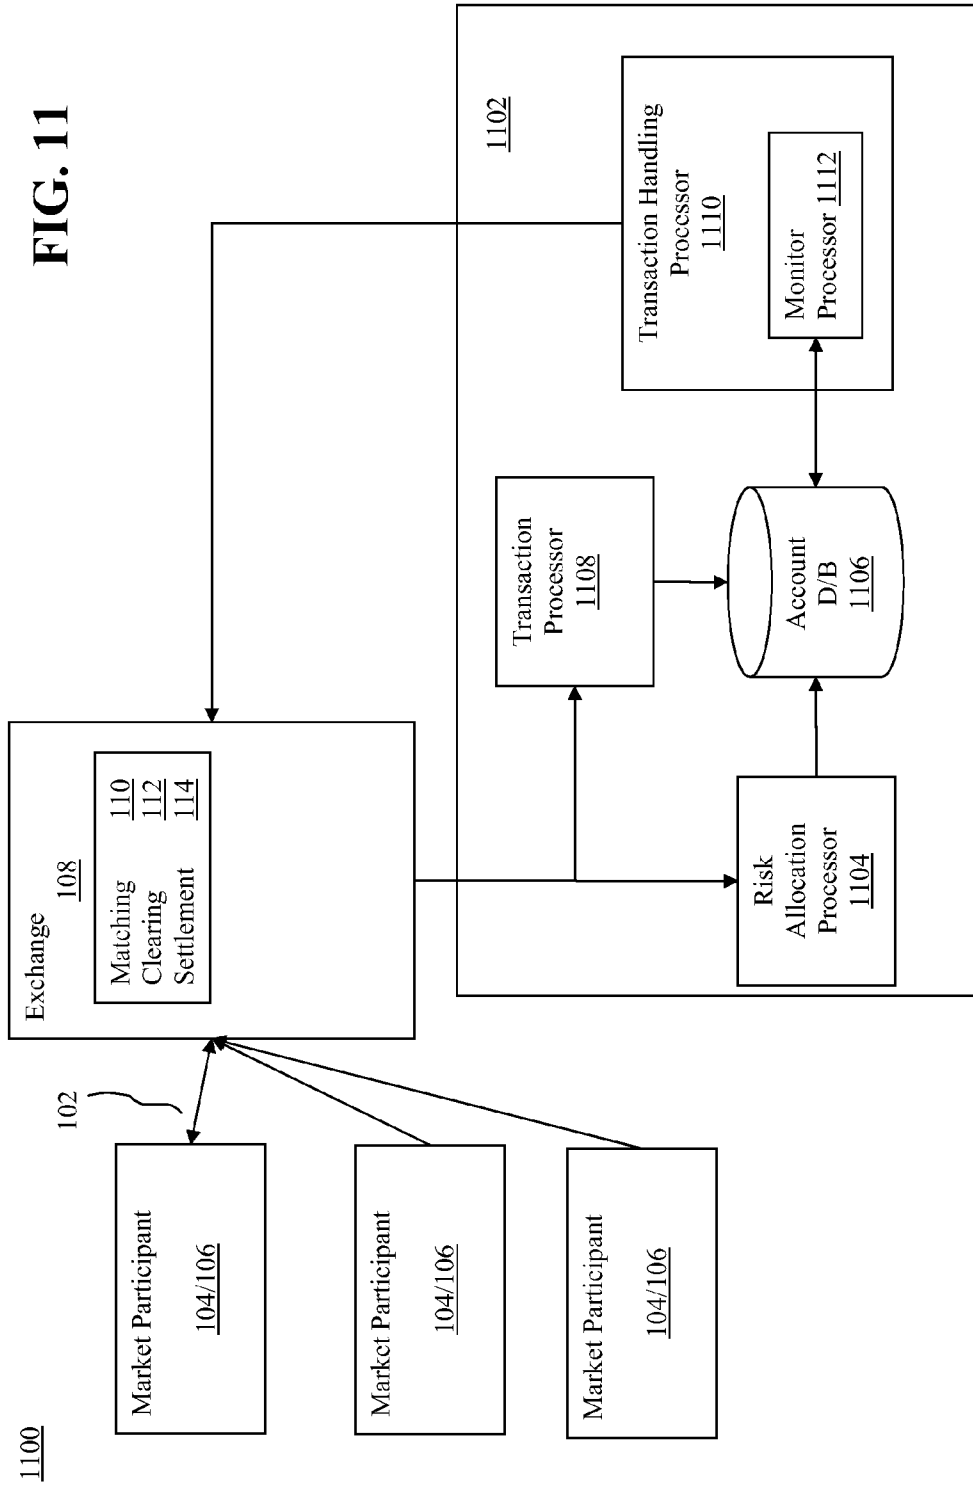 FIG. 11
1100
Market Participant
104/106
Market Participant
104/106
Market Participant
104/106
102
Exchange
108
Matching 110
Clearing 112
Settlement 114
1102
Transaction
Processor
1108
Risk
Allocation
Processor
1104
Account
D/B
1106
Transaction Handling
Processor
1110
Monitor
Processor 1112